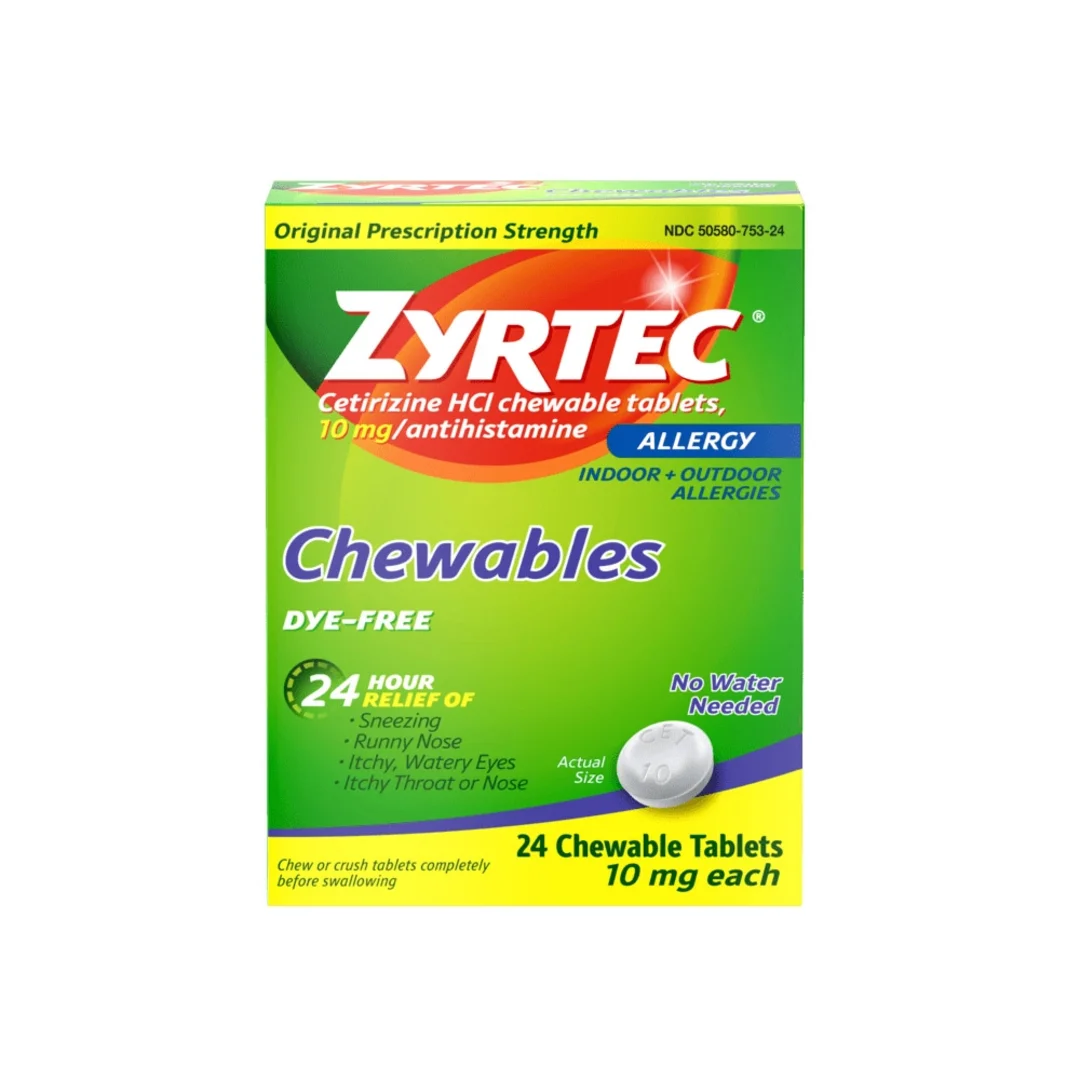 ZYRTEC Chewables
Original Prescription Strength
NDC 50580-753-24
ZYRTEC®
Cetirizine HCl chewable tablets,
10 mg/antihistamine
ALLERGY
INDOOR + OUTDOOR
ALLERGIES
Chewables
DYE-FREE
24 HOUR
RELIEF OF
• Sneezing
• Runny Nose
• Itchy, Watery Eyes
• Itchy Throat or Nose
No Water
Needed
Actual
Size
CET
10
24 Chewable Tablets
10 mg each
Chew or crush tablets completely
before swallowing